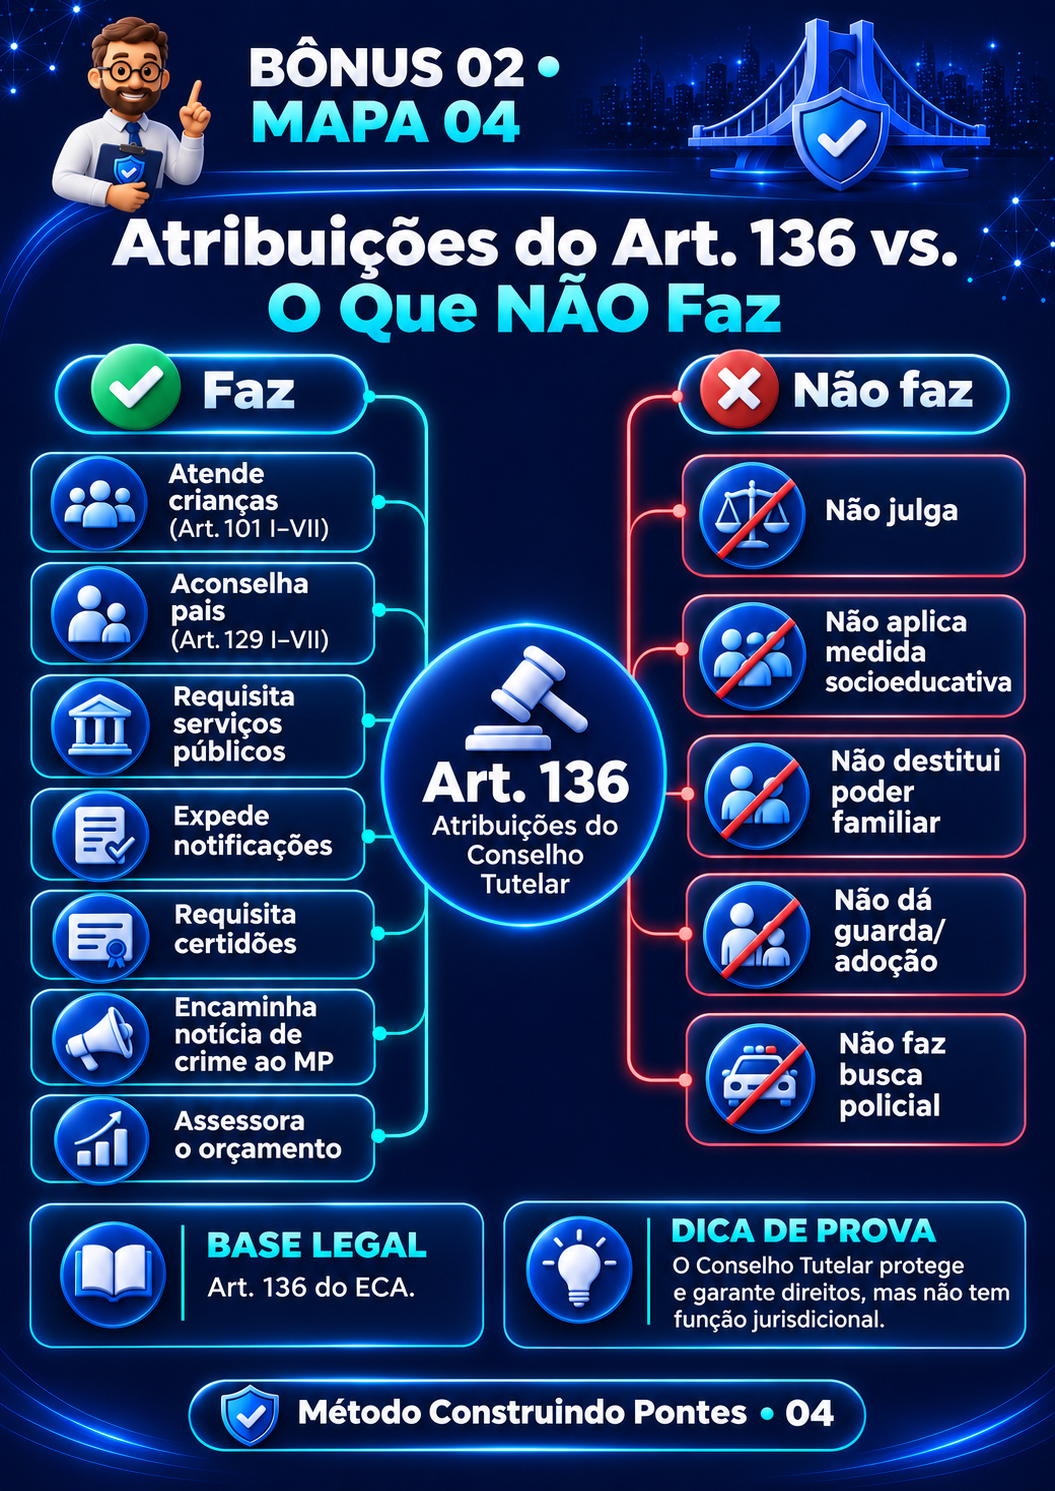 BÔNUS 02 •
MAPA 04
Atribuições do Art. 136 vs.
O Que NÃO Faz
Faz
Atende
crianças
(Art. 101 I–VII)
Aconselha
pais
(Art. 129 I–VII)
Requisita
serviços
públicos
Expede
notificações
Requisita
certidões
Encaminha
notícia de
crime ao MP
Assessora
o orçamento
Art. 136
Atribuições do
Conselho
Tutelar
Não faz
Não julga
Não aplica
medida
socioeducativa
Não destitui
poder
familiar
Não dá
guarda/
adoção
Não faz
busca
policial
BASE LEGAL
Art. 136 do ECA.
DICA DE PROVA
O Conselho Tutelar protege
e garante direitos, mas não tem
função jurisdicional.
Método Construindo Pontes • 04